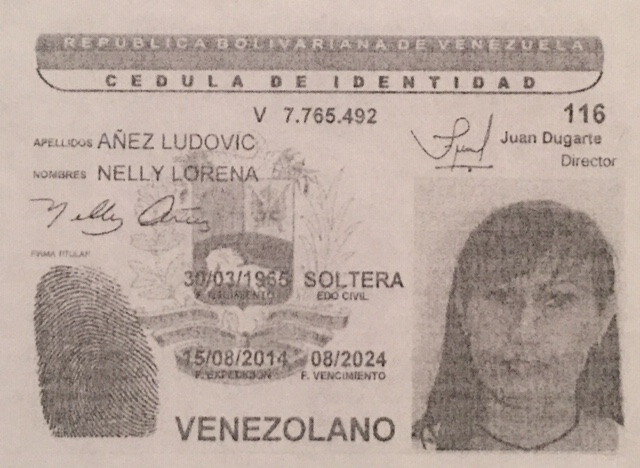 REPUBLICA BOLIVARIANA DE VENEZUELA
CEDULA DE IDENTIDAD
V 7.765.492 116
APELLIDOS AÑEZ LUDOVIC Juan Dugarte
Director
NOMBRES NELLY LORENA
Nelly Añez
FIRMA TITULAR
30/03/1965 SOLTERA
F. NACIMIENTO EDO CIVIL
15/08/2014 08/2024
F. EXPEDICION F. VENCIMIENTO
VENEZOLANO